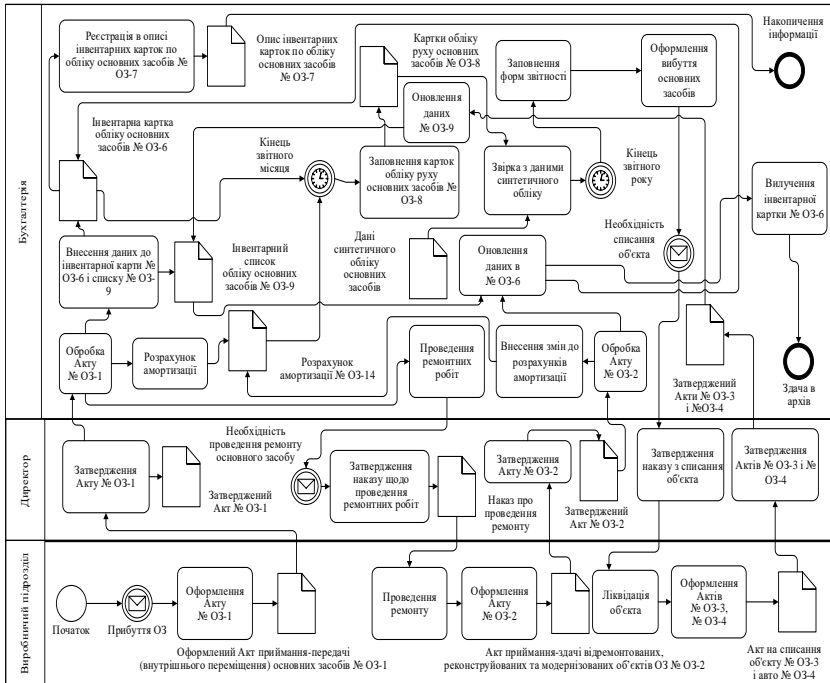 Бухгалтерія
Реєстрація в описі
інвентарних карток по
обліку основних засобів №
ОЗ-7
Опис інвентарних
карток по обліку
основних засобів №
ОЗ-7
Картки обліку
руху основних
засобів № ОЗ-8
Заповнення
форм звітності
Оформлення
вибуття
основних
засобів
Накопичення
інформації
Інвентарна картка
обліку основних
засобів № ОЗ-6
Кінець
звітного
місяця
Оновлення
даних
№ ОЗ-9
Заповнення карток
обліку руху
основних засобів №
ОЗ-8
Звірка з даними
синтетичного
обліку
Кінець
звітного
року
Вилучення
інвентарної
картки № ОЗ-6
Внесення даних до
інвентарної карти №
ОЗ-6 і списку № ОЗ-
9
Інвентарний
список
обліку основних
засобів № ОЗ-9
Дані
синтетичного
обліку
основних
засобів
Оновлення
даних в
№ ОЗ-6
Необхідність
списання
об'єкта
Обробка
Акту
№ ОЗ-1
Розрахунок
амортизації
Розрахунок
амортизації № ОЗ-14
Проведення
ремонтних
робіт
Внесення змін до
розрахунків
амортизації
Обробка
Акту
№ ОЗ-2
Затверджений
Акти № ОЗ-3
і №ОЗ-4
Здача в
архів
Директор
Затвердження
Акту № ОЗ-1
Затверджений
Акт № ОЗ-1
Необхідність
проведення ремонту
основного засобу
Затвердження
наказу щодо
проведення
ремонтних робіт
Наказ про
проведення
ремонту
Затвердження
Акту № ОЗ-2
Затверджений
Акт № ОЗ-2
Затвердження
наказу з списання
об'єкта
Затвердження
Актів № ОЗ-3 і №
ОЗ-4
Виробничий підрозділ
Початок
Прибуття ОЗ
Оформлення
Акту
№ ОЗ-1
Оформлений Акт приймання-передачі
(внутрішнього переміщення) основних засобів № ОЗ-1
Проведення
ремонту
Оформлення
Акту
№ ОЗ-2
Акт приймання-здачі відремонтованих,
реконструйованих та модернізованих об'єктів ОЗ № ОЗ-2
Ліквідація
об'єкта
Оформлення
Актів
№ ОЗ-3,
№ ОЗ-4
Акт на списання
об'єкту № ОЗ-3
і авто № ОЗ-4